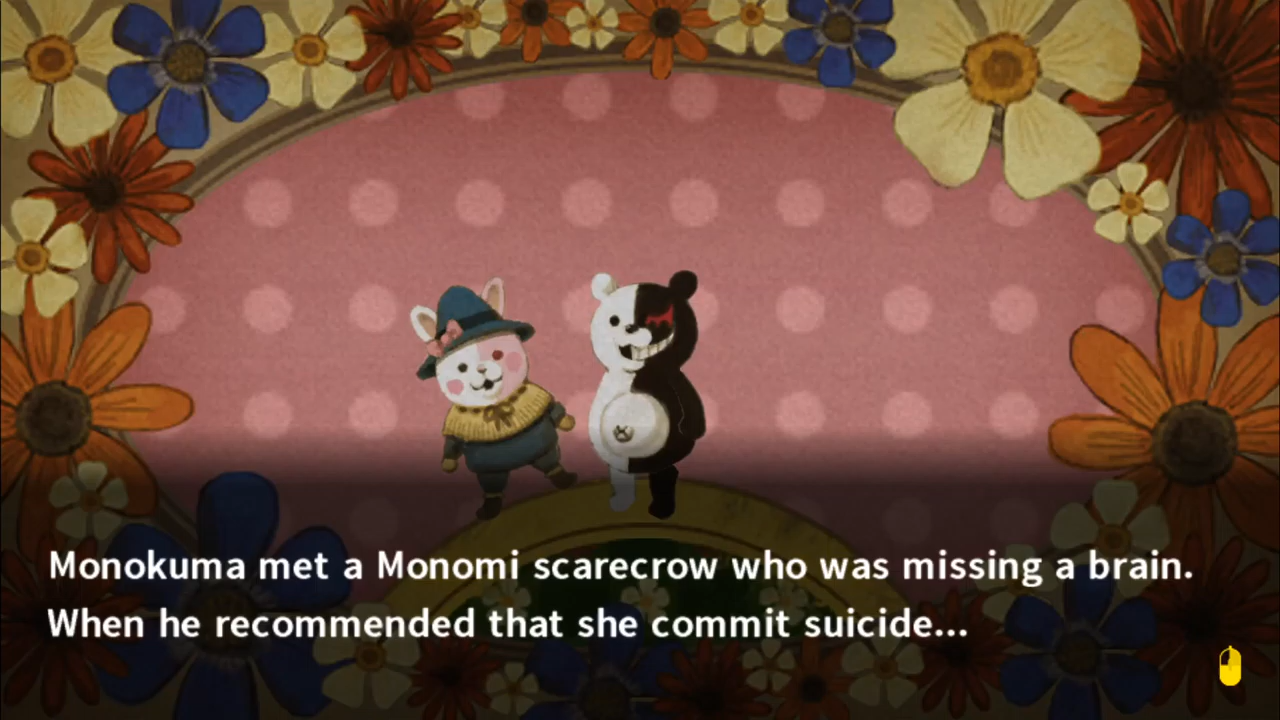 Monokuma met a Monomi scarecrow who was missing a brain.
When he recommended that she commit suicide...